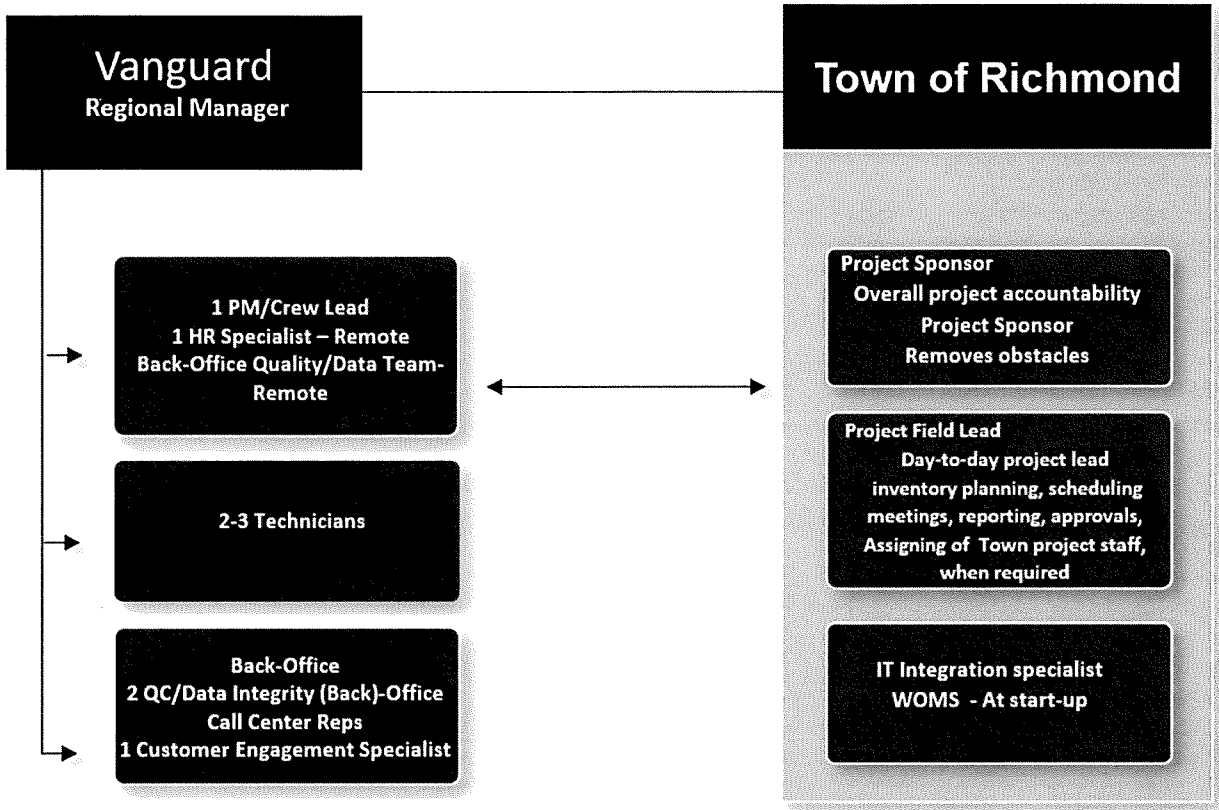 Vanguard
Regional Manager
Town of Richmond
1 PM/Crew Lead
1 HR Specialist – Remote
Back-Office Quality/Data Team-
Remote
2-3 Technicians
Back-Office
2 QC/Data Integrity (Back)-Office
Call Center Reps
1 Customer Engagement Specialist
Project Sponsor
Overall project accountability
Project Sponsor
Removes obstacles
Project Field Lead
Day-to-day project lead
inventory planning, scheduling
meetings, reporting, approvals,
Assigning of Town project staff,
when required
IT Integration specialist
WOMS - At start-up